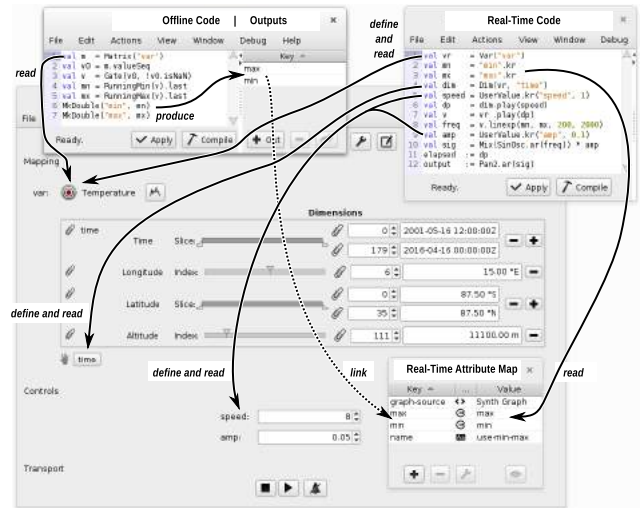 Offline Code | Outputs ×
File Edit Actions View Window Debug Help
1 val m = Matrix("var")
2 val v0 = m.valueSeq
3 val v = Gate(v0, !v0.isNaN)
4 val mn = RunningMin(v).last
5 val mx = RunningMax(v).last
6 MkDouble("min", mn)
7 MkDouble("max", mx)
Key
max
min
Ready. Apply Compile + Out
read
produce
define
and
read
Real-Time Code ×
File Edit Actions View Window Debug
1 val vr = Var("var")
2 val mn = "min".kr
3 val mx = "max".kr
4 val dim = Dim(vr, "time")
5 val speed = UserValue.kr("speed", 1)
6 val dp = dim.play(speed)
7 val v = vr .play(dp)
8 val freq = v.linexp(mn, mx, 200, 2000)
9 val amp = UserValue.kr("amp", 0.1)
10 val sig = Mix(SinOsc.ar(freq)) * amp
11 elapsed := dp
12 output := Pan2.ar(sig)
Ready. Apply Compile
File
Mapping
var: Temperature
Dimensions
time Time Slice: 0 2001-05-16 12:00:00Z
179 2016-04-16 00:00:00Z
Longitude Index: 6 15.00 °E
Latitude Slice: 0 87.50 °S
35 87.50 °N
Altitude Index: 111 11100.00 m
define and read
time
define and read
link
read
Controls
speed: 8
amp: 0.05
Transport
Real-Time Attribute Map ×
Key ... Value
graph-source <> Synth Graph
max max
min min
name use-min-max